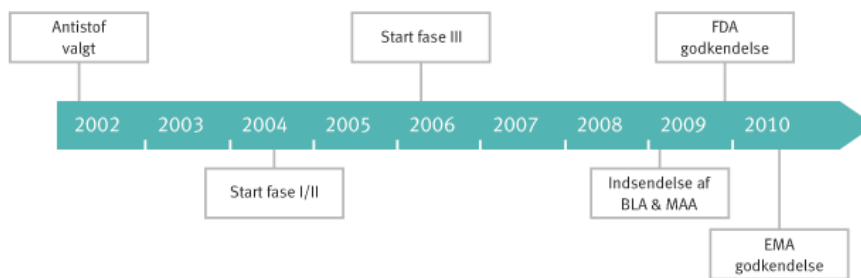 Antistof
valgt
Start fase III
FDA
godkendelse
2002 2003 2004 2005 2006 2007 2008 2009 2010
Start fase I/II
Indsendelse af
BLA & MAA
EMA
godkendelse